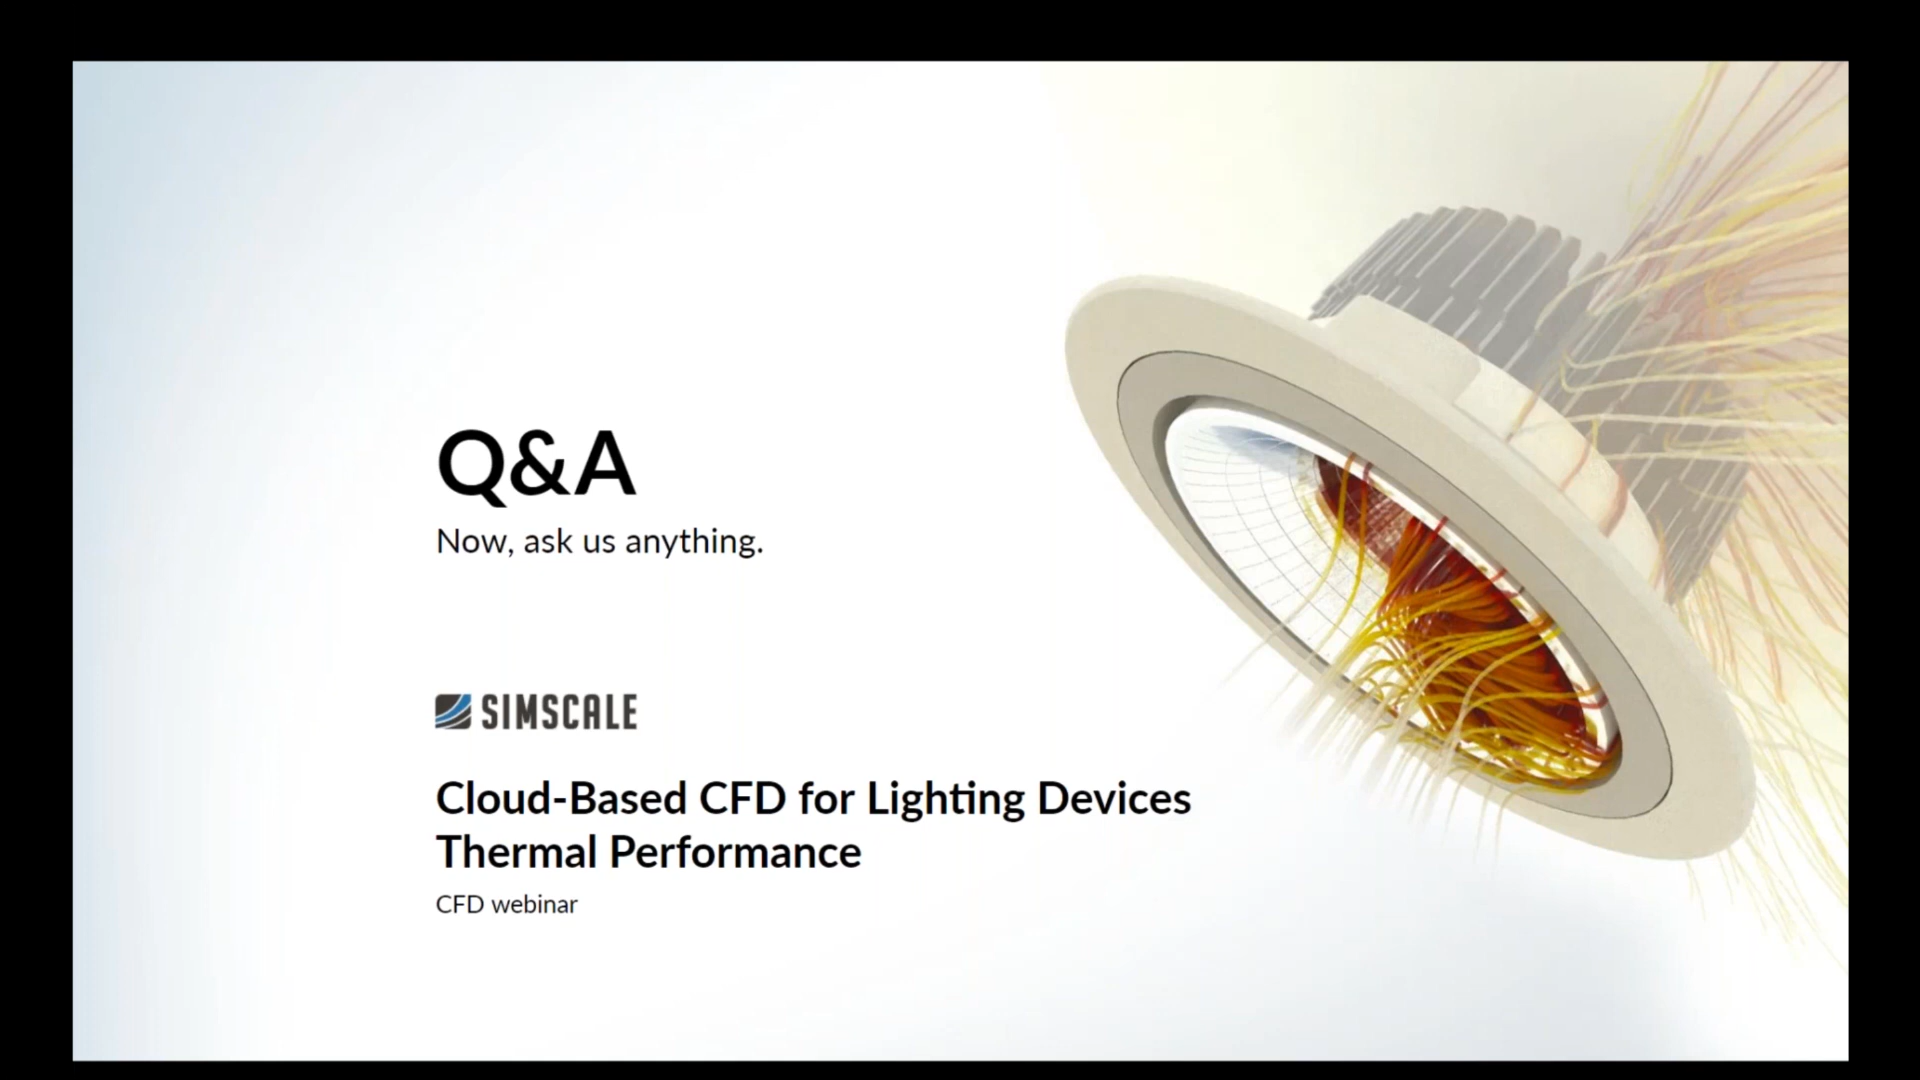 Q&A
Now, ask us anything.
SIMSCALE
Cloud-Based CFD for Lighting Devices
Thermal Performance
CFD webinar